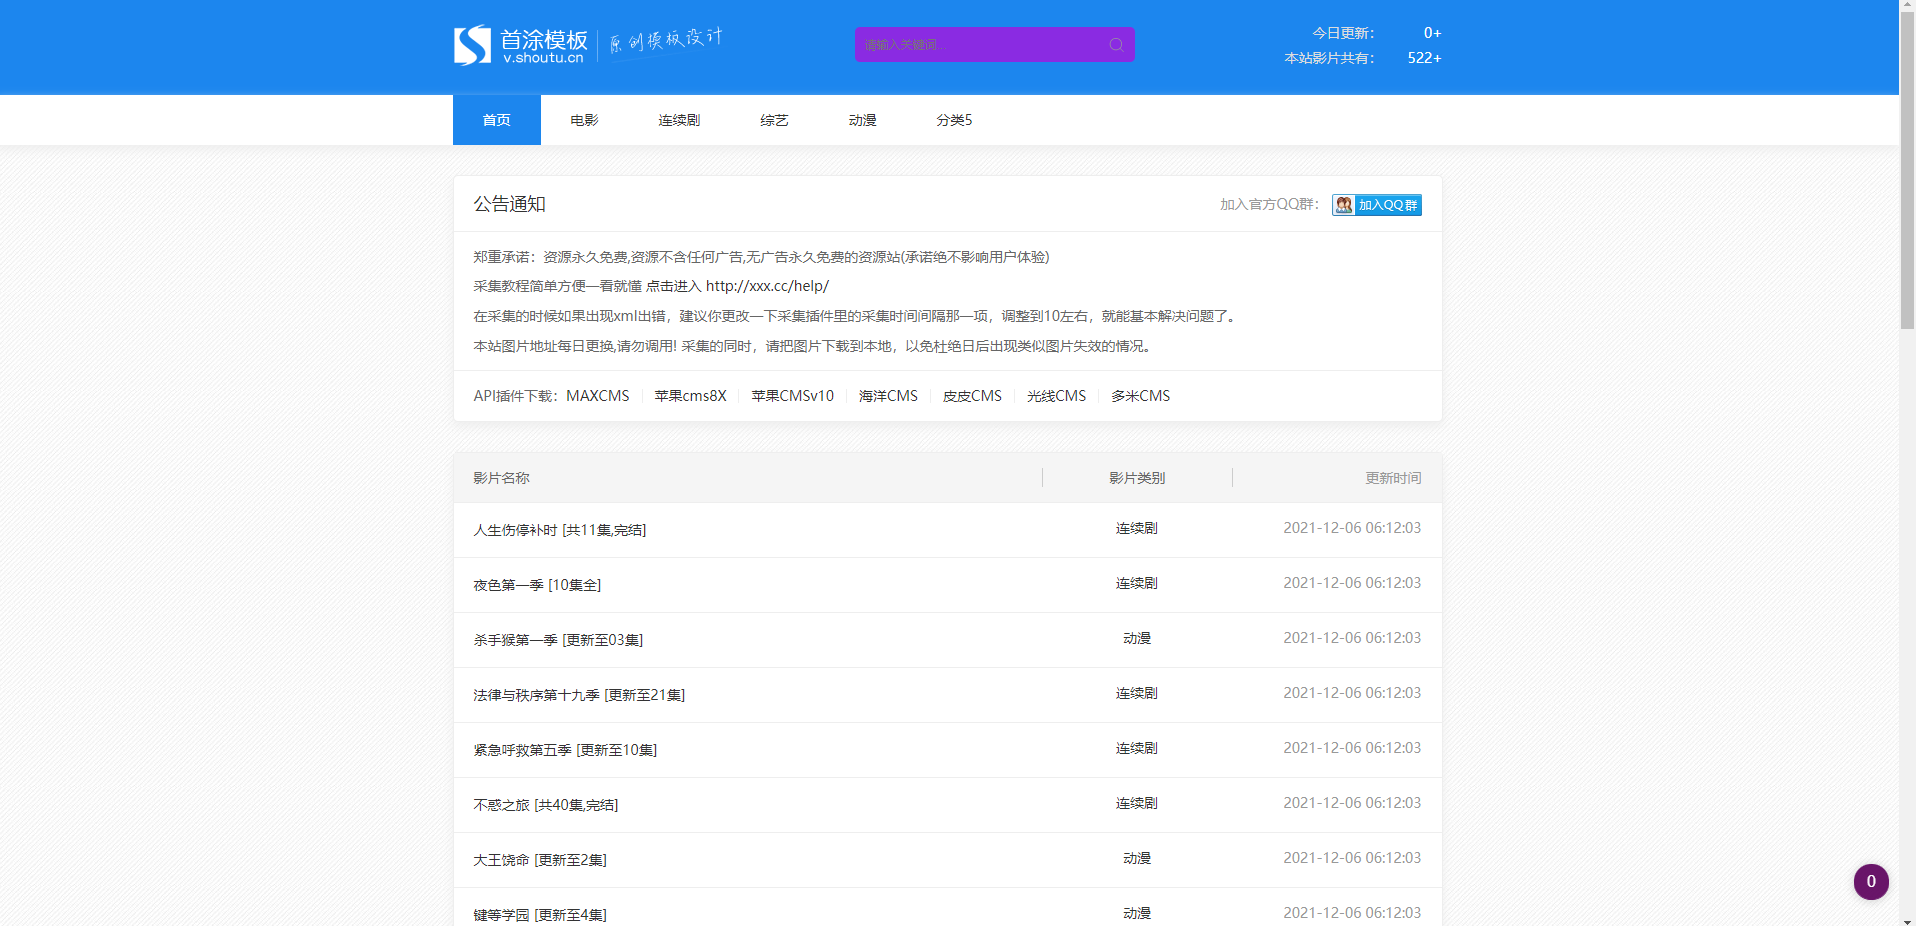 首涂模板
v.shoutu.cn
原创模板设计
请输入关键词...
今日更新： 0+
本站影片共有： 522+
首页 电影 连续剧 综艺 动漫 分类5
公告通知
加入官方QQ群： 加入QQ群
郑重承诺：资源永久免费,资源不含任何广告,无广告永久免费的资源站(承诺绝不影响用户体验)
采集教程简单方便一看就懂 点击进入 http://xxx.cc/help/
在采集的时候如果出现xml出错，建议你更改一下采集插件里的采集时间间隔那一项，调整到10左右，就能基本解决问题了。
本站图片地址每日更换,请勿调用! 采集的同时，请把图片下载到本地，以免杜绝日后出现类似图片失效的情况。
API插件下载：MAXCMS 苹果cms8X 苹果CMSv10 海洋CMS 皮皮CMS 光线CMS 多米CMS
影片名称 影片类别 更新时间
人生伤停补时 [共11集,完结] 连续剧 2021-12-06 06:12:03
夜色第一季 [10集全] 连续剧 2021-12-06 06:12:03
杀手猴第一季 [更新至03集] 动漫 2021-12-06 06:12:03
法律与秩序第十九季 [更新至21集] 连续剧 2021-12-06 06:12:03
紧急呼救第五季 [更新至10集] 连续剧 2021-12-06 06:12:03
不惑之旅 [共40集,完结] 连续剧 2021-12-06 06:12:03
大王饶命 [更新至2集] 动漫 2021-12-06 06:12:03
键等学园 [更新至4集] 动漫 2021-12-06 06:12:03
0